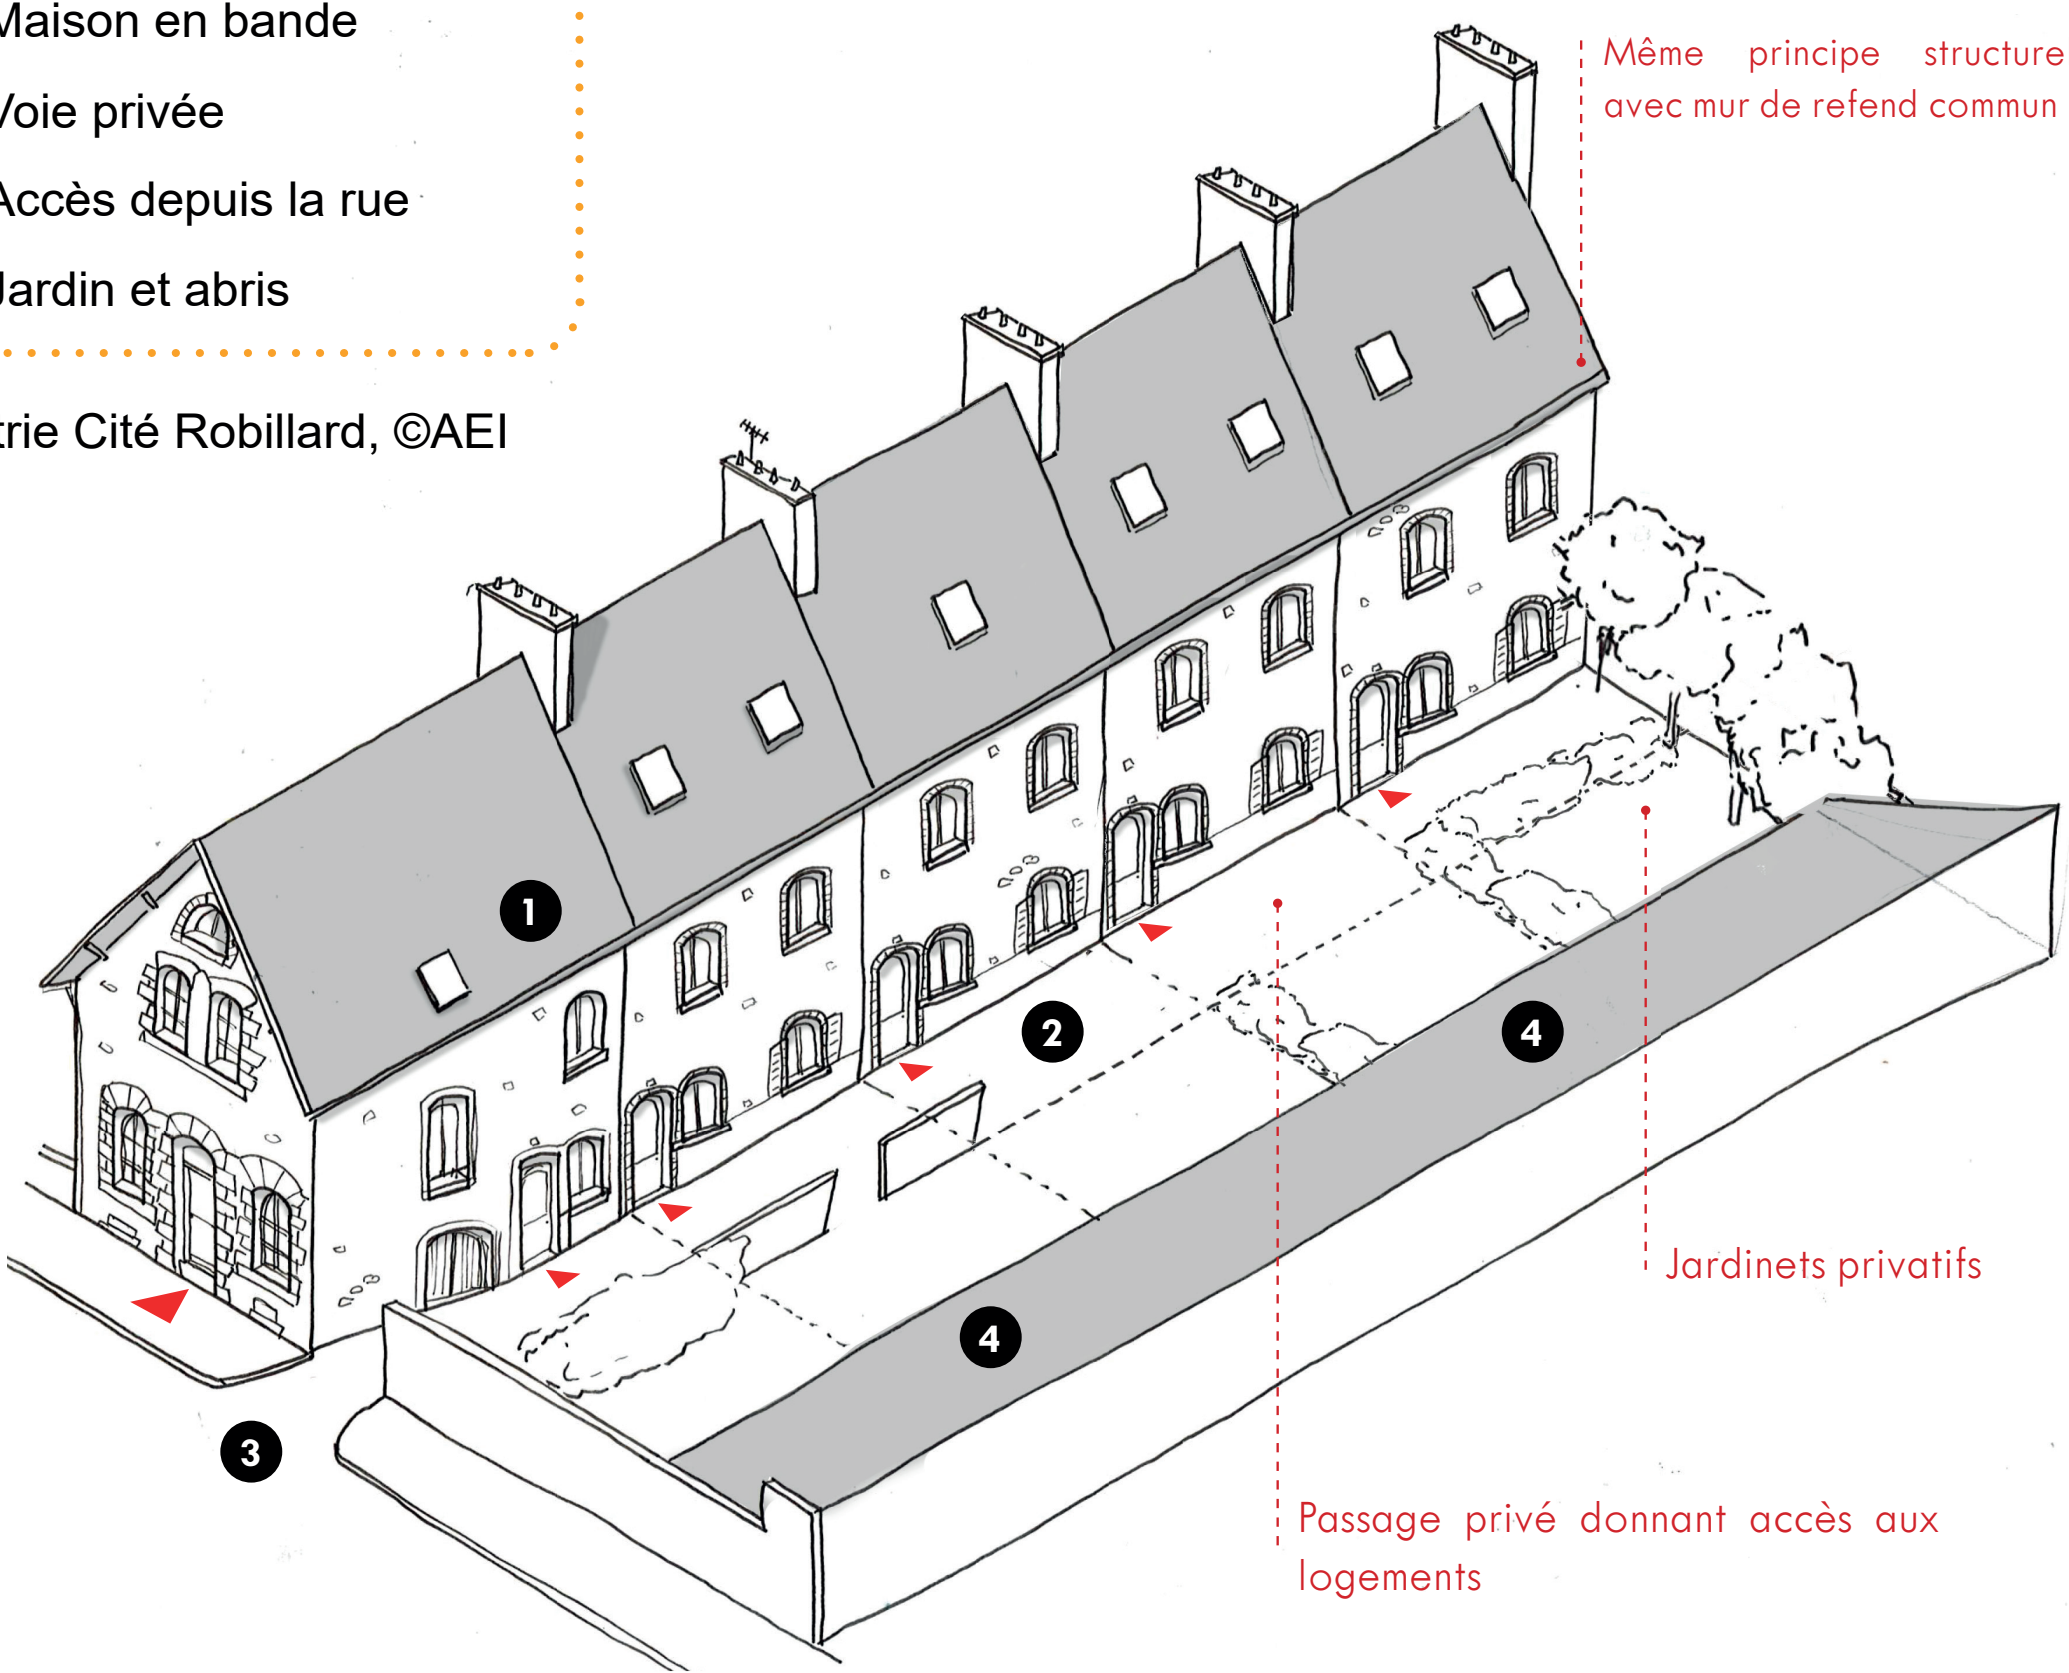 Maison en bande
Voie privée
Accès depuis la rue
Jardin et abris
trie Cité Robillard, ©AEI
Même principe structure
avec mur de refend commun
1
2
4
4
3
Jardinets privatifs
Passage privé donnant accès aux
logements